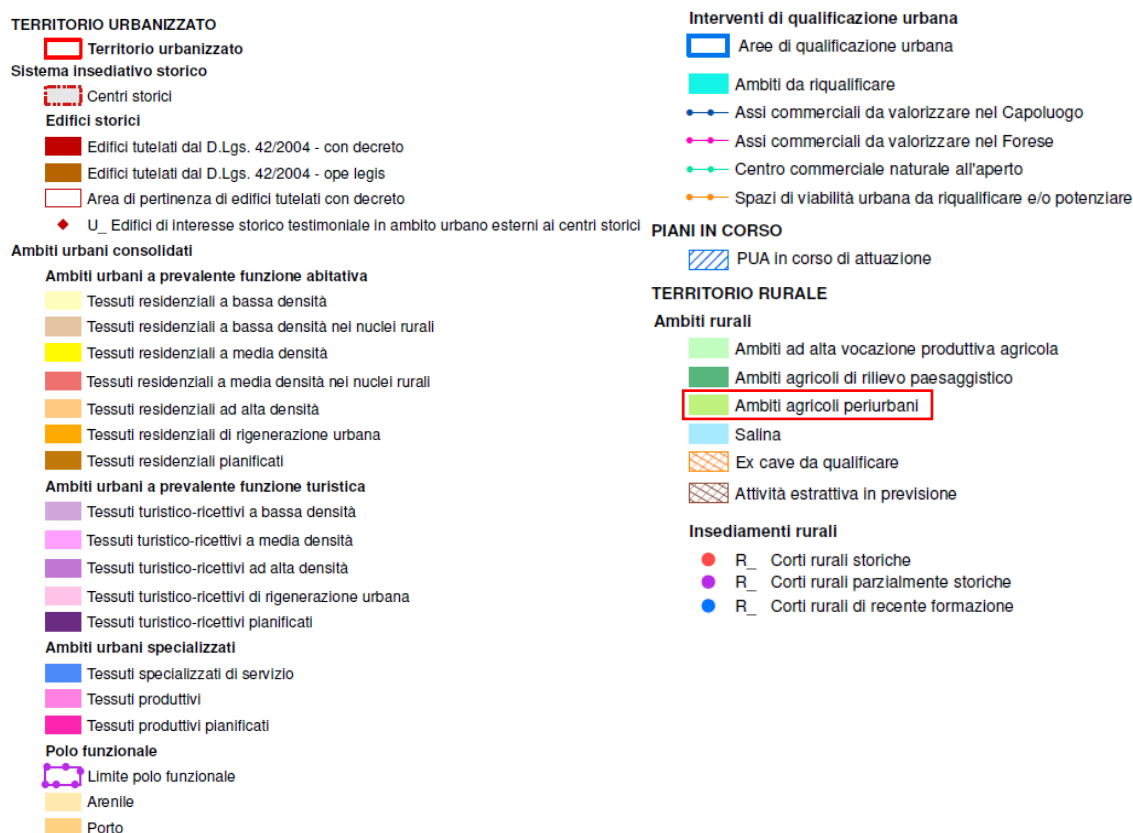 TERRITORIO URBANIZZATO
Territorio urbanizzato
Sistema insediativo storico
Centri storici
Edifici storici
Edifici tutelati dal D.Lgs. 42/2004 - con decreto
Edifici tutelati dal D.Lgs. 42/2004 - ope legis
Area di pertinenza di edifici tutelati con decreto
U_ Edifici di interesse storico testimoniale in ambito urbano esterni ai centri storici
Ambiti urbani consolidati
Ambiti urbani a prevalente funzione abitativa
Tessuti residenziali a bassa densità
Tessuti residenziali a bassa densità nei nuclei rurali
Tessuti residenziali a media densità
Tessuti residenziali a media densità nei nuclei rurali
Tessuti residenziali ad alta densità
Tessuti residenziali di rigenerazione urbana
Tessuti residenziali pianificati
Ambiti urbani a prevalente funzione turistica
Tessuti turistico-ricettivi a bassa densità
Tessuti turistico-ricettivi a media densità
Tessuti turistico-ricettivi ad alta densità
Tessuti turistico-ricettivi di rigenerazione urbana
Tessuti turistico-ricettivi pianificati
Ambiti urbani specializzati
Tessuti specializzati di servizio
Tessuti produttivi
Tessuti produttivi pianificati
Polo funzionale
Limite polo funzionale
Arenile
Porto
Interventi di qualificazione urbana
Aree di qualificazione urbana
Ambiti da riqualificare
Assi commerciali da valorizzare nel Capoluogo
Assi commerciali da valorizzare nel Forese
Centro commerciale naturale all'aperto
Spazi di viabilità urbana da riqualificare e/o potenziare
PIANI IN CORSO
PUA in corso di attuazione
TERRITORIO RURALE
Ambiti rurali
Ambiti ad alta vocazione produttiva agricola
Ambiti agricoli di rilievo paesaggistico
Ambiti agricoli periurbani
Salina
Ex cave da qualificare
Attività estrattiva in previsione
Insediamenti rurali
R_ Corti rurali storiche
R_ Corti rurali parzialmente storiche
R_ Corti rurali di recente formazione